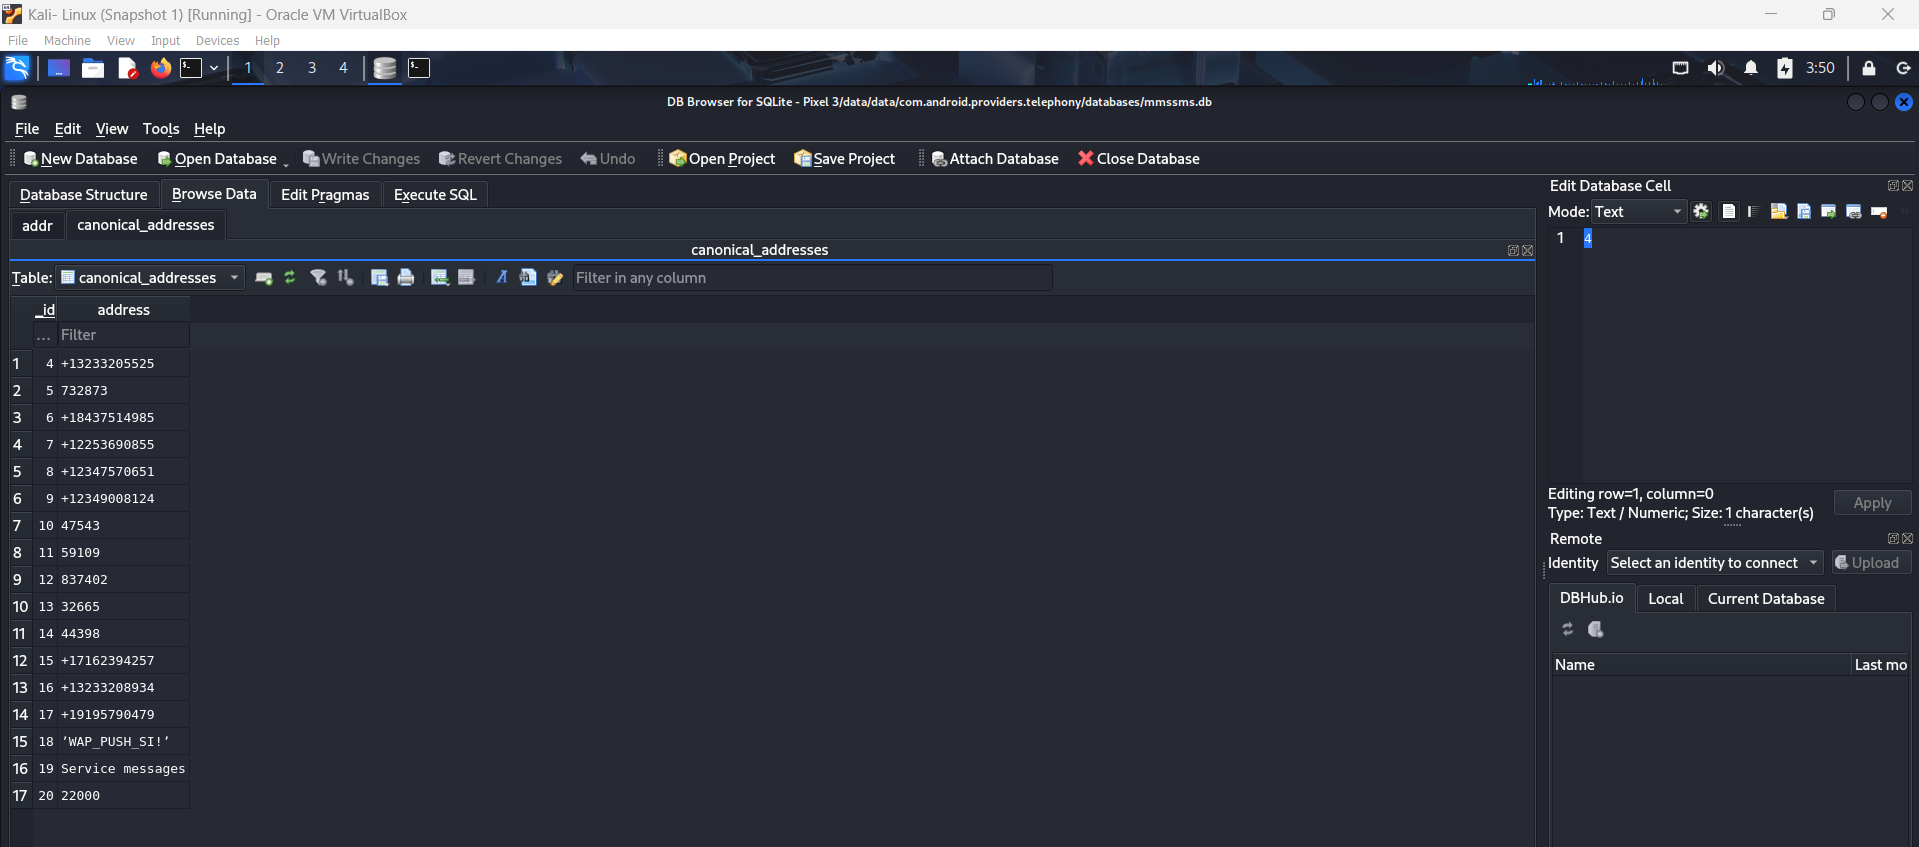 Kali- Linux (Snapshot 1) [Running] - Oracle VM VirtualBox
File Machine View Input Devices Help
1 2 3 4 3:50
DB Browser for SQLite - Pixel 3/data/data/com.android.providers.telephony/databases/mmssms.db
File Edit View Tools Help
New Database Open Database Write Changes Revert Changes Undo Open Project Save Project Attach Database Close Database
Database Structure Browse Data Edit Pragmas Execute SQL
addr canonical_addresses
canonical_addresses
Table: canonical_addresses Filter in any column
_id address
... Filter
1 4 +13233205525
2 5 732873
3 6 +18437514985
4 7 +12253690855
5 8 +12347570651
6 9 +12349008124
7 10 47543
8 11 59109
9 12 837402
10 13 32665
11 14 44398
12 15 +17162394257
13 16 +13233208934
14 17 +19195790479
15 18 ’WAP_PUSH_SI!’
16 19 Service messages
17 20 22000
Edit Database Cell
Mode: Text
1 4
Editing row=1, column=0
Type: Text / Numeric; Size: 1 character(s)
Apply
Remote
Identity Select an identity to connect Upload
DBHub.io Local Current Database
Name Last mo